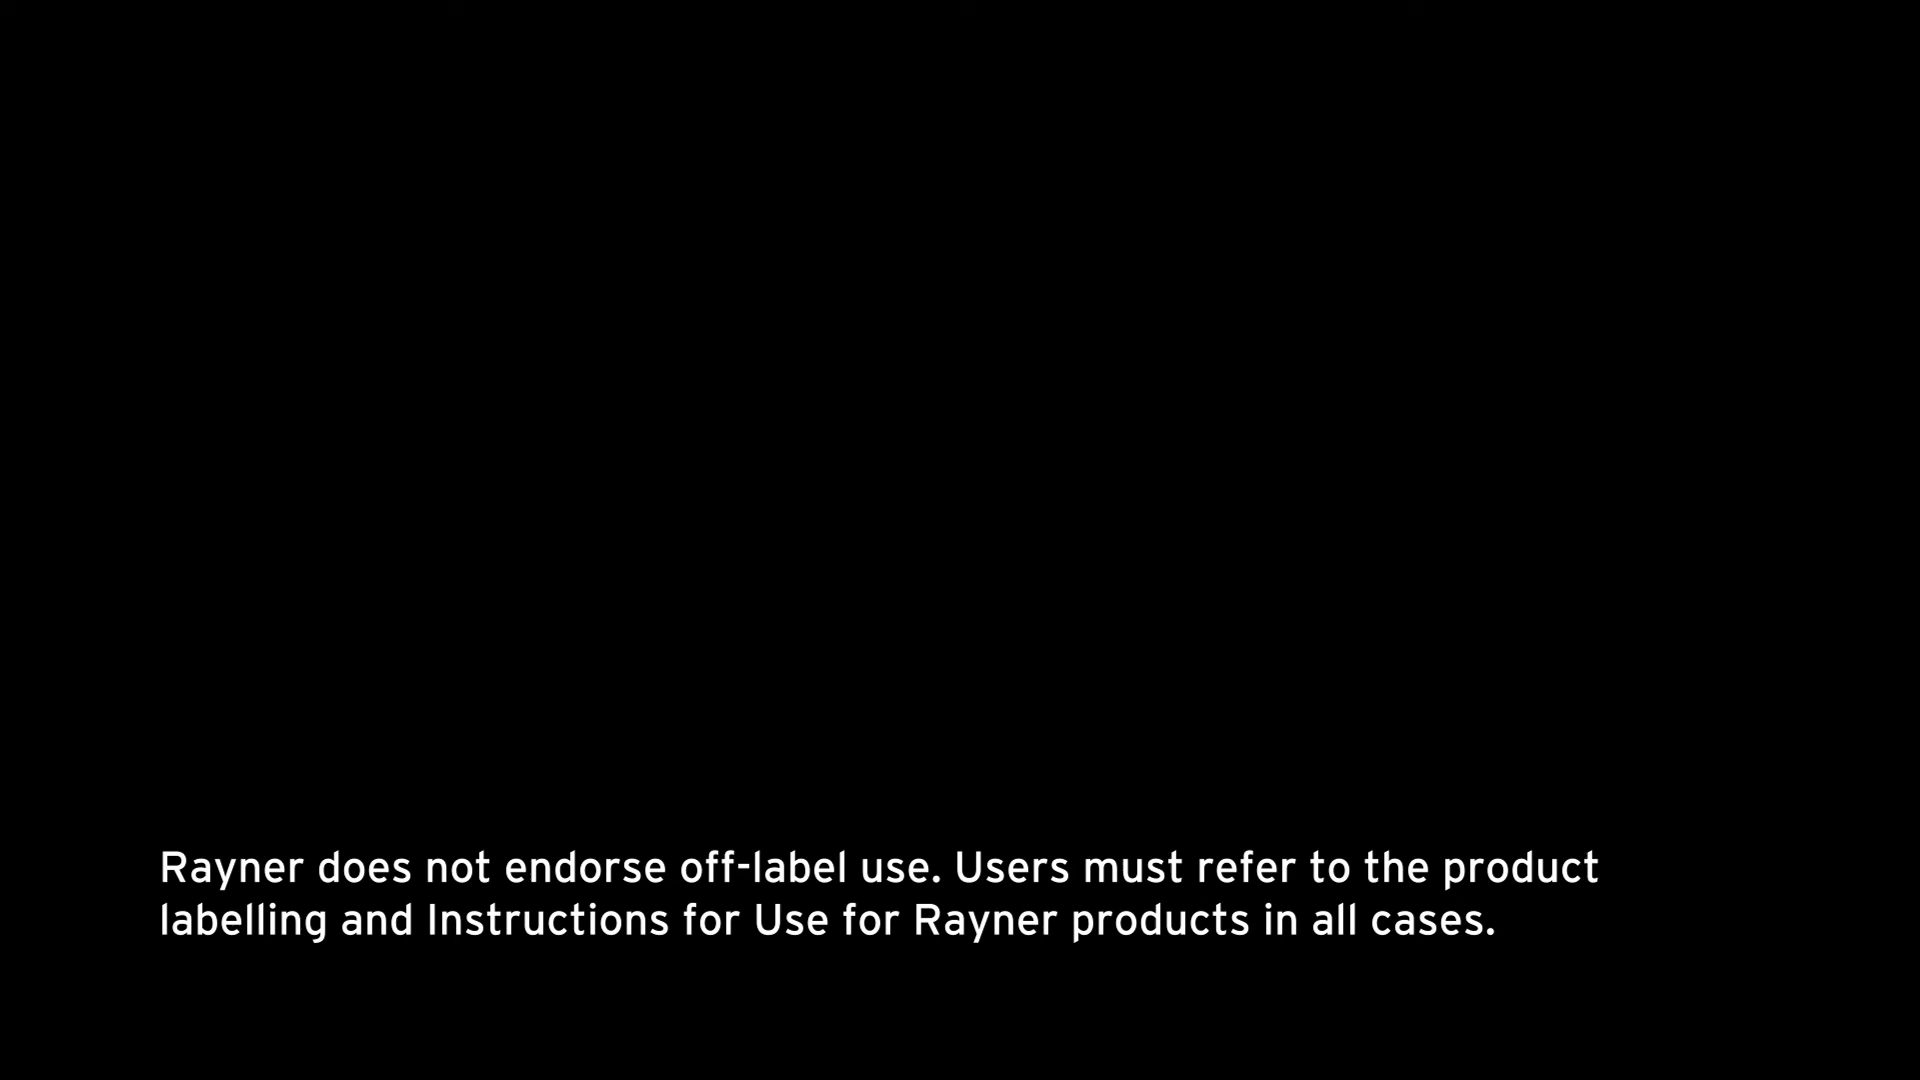 Rayner does not endorse off-label use. Users must refer to the product
labelling and Instructions for Use for Rayner products in all cases.